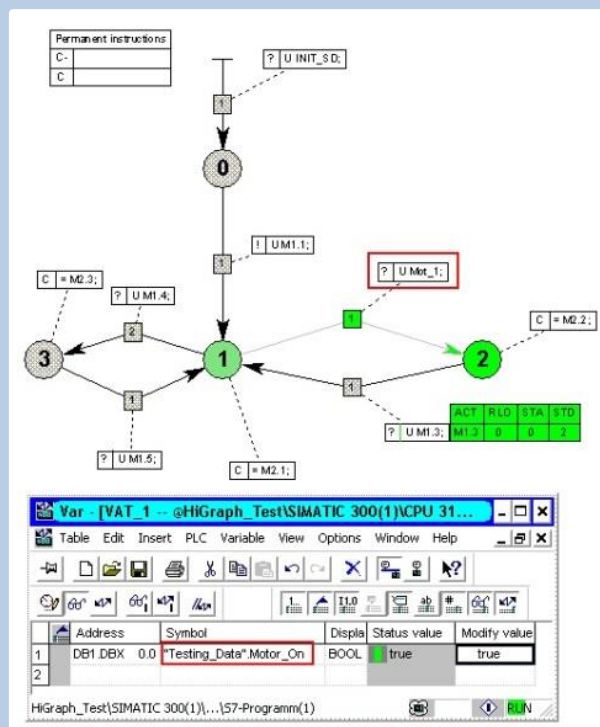 Permanent instructions
C-
C
? U INIT_SD;
1
0
! U M1.1;
1
? U Mot_1;
C = M2.3;
? U M1.4;
1
C = M2.2;
2
3
1
2
1
1
ACT RLO STA STD
? U M1.3; M1.3 0 0 2
? U M1.5;
C = M2.1;
Var - [VAT_1 -- @HiGraph_Test\SIMATIC 300(1)\CPU 31...
Table Edit Insert PLC Variable View Options Window Help
Address Symbol Displa Status value Modify value
1 DB1.DBX 0.0 "Testing_Data".Motor_On BOOL true true
2
HiGraph_Test\SIMATIC 300(1)\...\S7-Programm(1) RUN